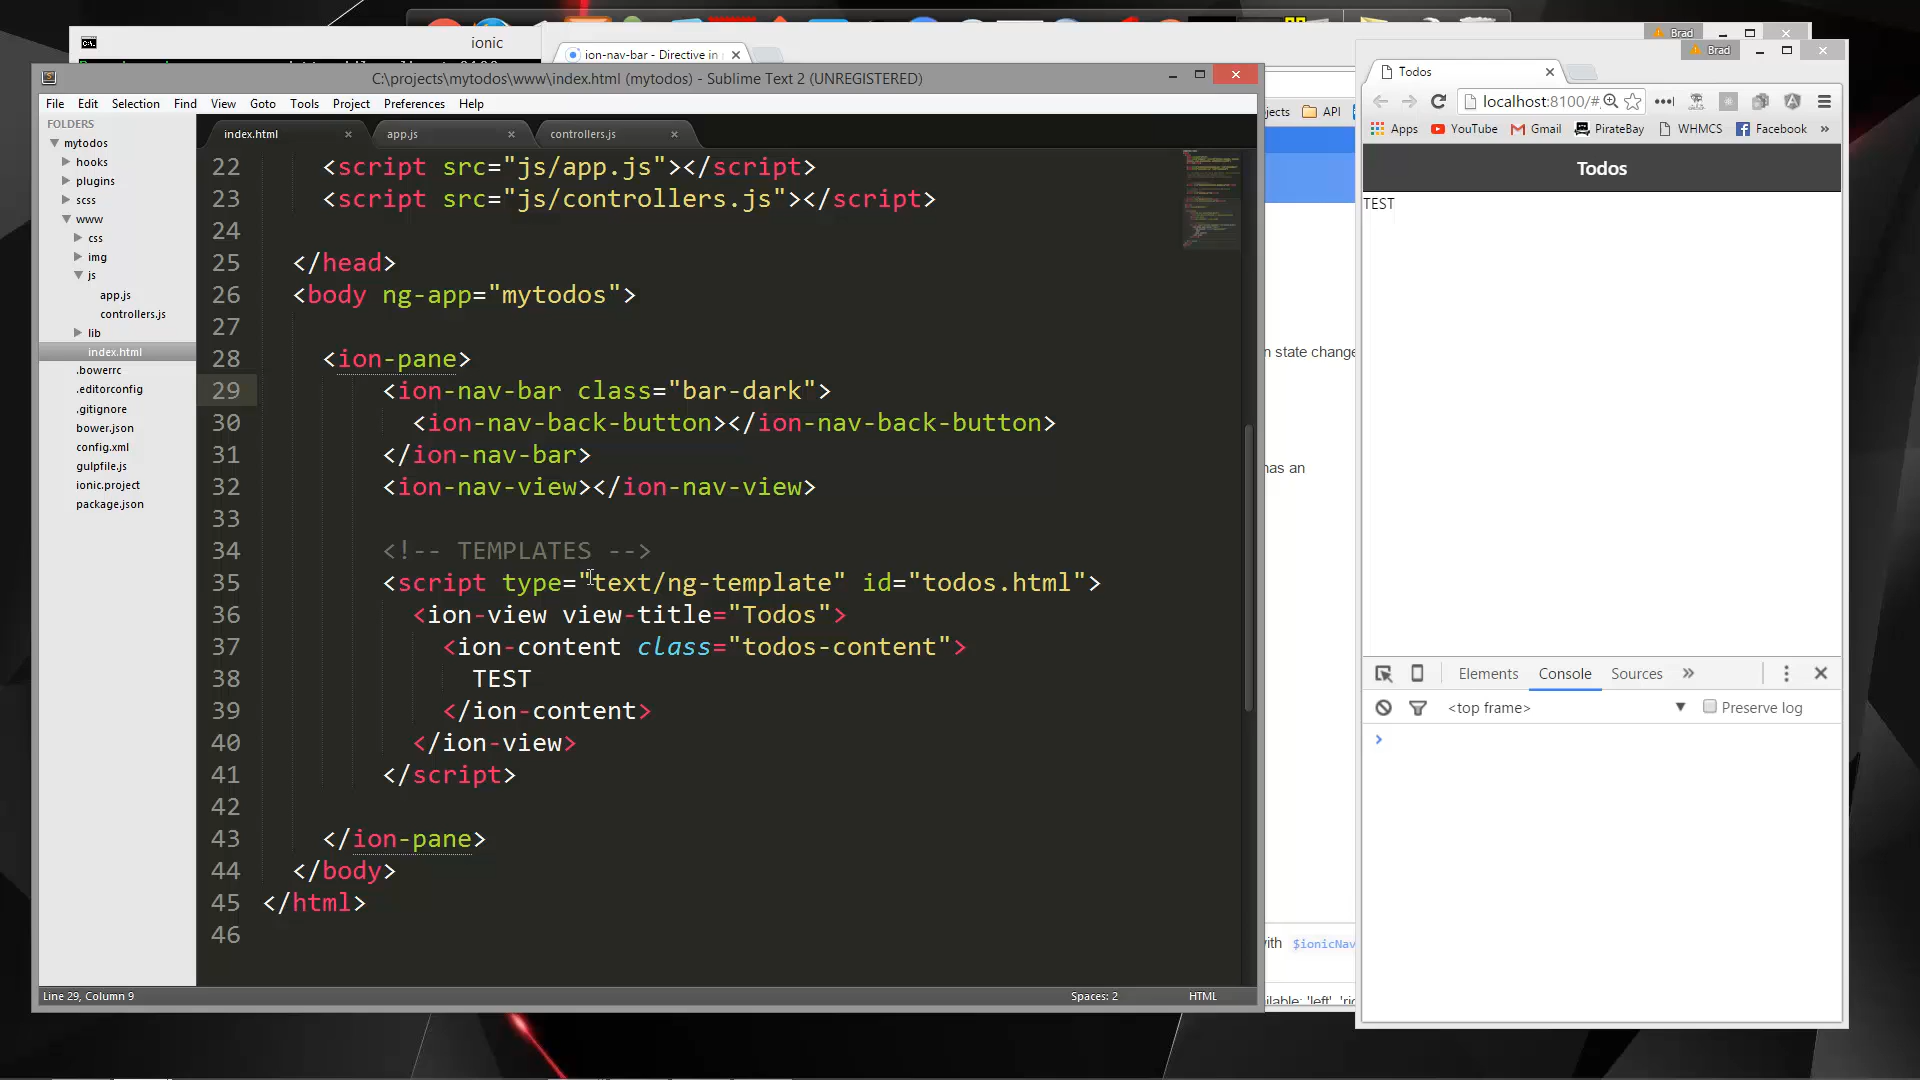 ionic
ion-nav-bar - Directive in
Brad
Brad
C:\projects\mytodos\www\index.html (mytodos) - Sublime Text 2 (UNREGISTERED)
File Edit Selection Find View Goto Tools Project Preferences Help
FOLDERS
mytodos
hooks
plugins
scss
www
css
img
js
app.js
controllers.js
lib
index.html
.bowerrc
.editorconfig
.gitignore
bower.json
config.xml
gulpfile.js
ionic.project
package.json
index.html app.js controllers.js
22 <script src="js/app.js"></script>
23 <script src="js/controllers.js"></script>
24
25 </head>
26 <body ng-app="mytodos">
27
28 <ion-pane>
29 <ion-nav-bar class="bar-dark">
30 <ion-nav-back-button></ion-nav-back-button>
31 </ion-nav-bar>
32 <ion-nav-view></ion-nav-view>
33
34 <!-- TEMPLATES -->
35 <script type="text/ng-template" id="todos.html">
36 <ion-view view-title="Todos">
37 <ion-content class="todos-content">
38 TEST
39 </ion-content>
40 </ion-view>
41 </script>
42
43 </ion-pane>
44 </body>
45 </html>
46
Line 29, Column 9 Spaces: 2 HTML
jects API
n state change
has an
with $ionicNav
Todos
localhost:8100/#
Apps YouTube Gmail PirateBay WHMCS Facebook »
Todos
TEST
Elements Console Sources »
<top frame> Preserve log